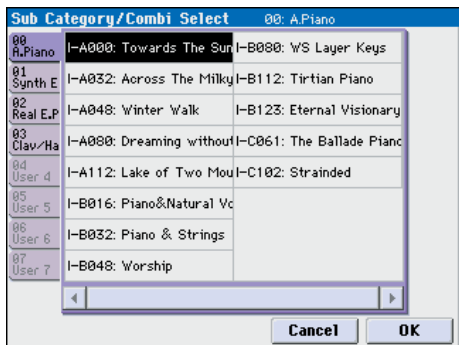 Sub Category/Combi Select 00: A.Piano
00 A.Piano
01 Synth E
02 Real E.P
03 Clav/Ha
04 User 4
05 User 5
06 User 6
07 User 7
I-A000: Towards The Sun
I-A032: Across The Milky
I-A048: Winter Walk
I-A080: Dreaming without
I-A112: Lake of Two Mou
I-B016: Piano&Natural Vo
I-B032: Piano & Strings
I-B048: Worship
I-B080: WS Layer Keys
I-B112: Tirtian Piano
I-B123: Eternal Visionary
I-C061: The Ballade Piano
I-C102: Strainded
Cancel
OK